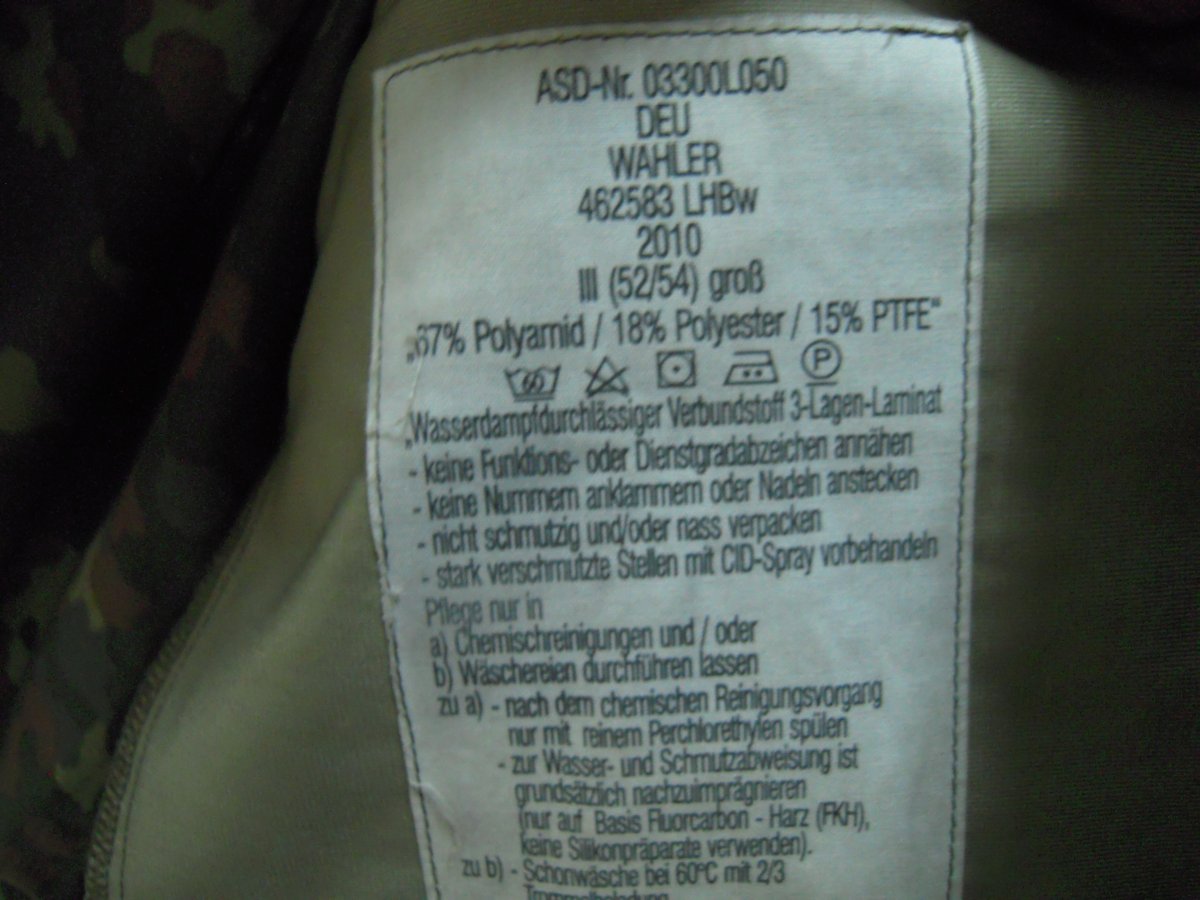 ASD-Nr. 03300L050
DEU
WAHLER
462583 LHBw
2010
III (52/54) groß
„67% Polyamid / 18% Polyester / 15% PTFE“
60
P
„Wasserdampfdurchlässiger Verbundstoff 3-Lagen-Laminat
- keine Funktions- oder Dienstgradabzeichen annähen
- keine Nummern anklammern oder Nadeln anstecken
- nicht schmutzig und/oder nass verpacken
- stark verschmutzte Stellen mit CID-Spray vorbehandeln
Pflege nur in
a) Chemischreinigungen und / oder
b) Wäschereien durchführen lassen
zu a) - nach dem chemischen Reinigungsvorgang
nur mit reinem Perchlorethylen spülen
- zur Wasser- und Schmutzabweisung ist
grundsätzlich nachzuimprägnieren
(nur auf Basis Fluorcarbon - Harz (FKH),
keine Silikonpräparate verwenden).
zu b) - Schonwäsche bei 60°C mit 2/3
Trommelbeladung